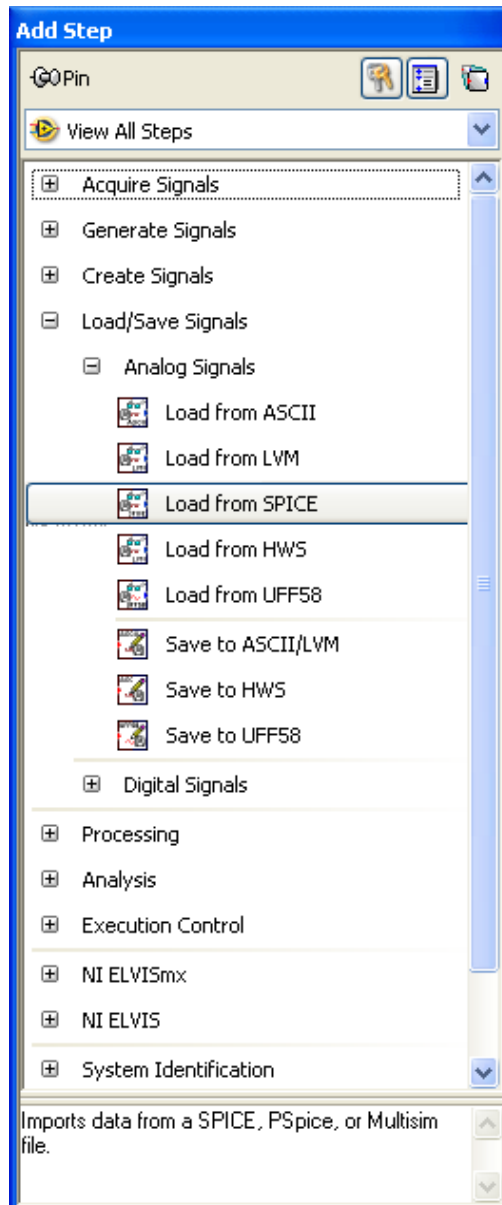 Add Step
Pin
View All Steps
Acquire Signals
Generate Signals
Create Signals
Load/Save Signals
Analog Signals
Load from ASCII
Load from LVM
Load from SPICE
Load from HWS
Load from UFF58
Save to ASCII/LVM
Save to HWS
Save to UFF58
Digital Signals
Processing
Analysis
Execution Control
NI ELVISmx
NI ELVIS
System Identification
Imports data from a SPICE, PSpice, or Multisim
file.